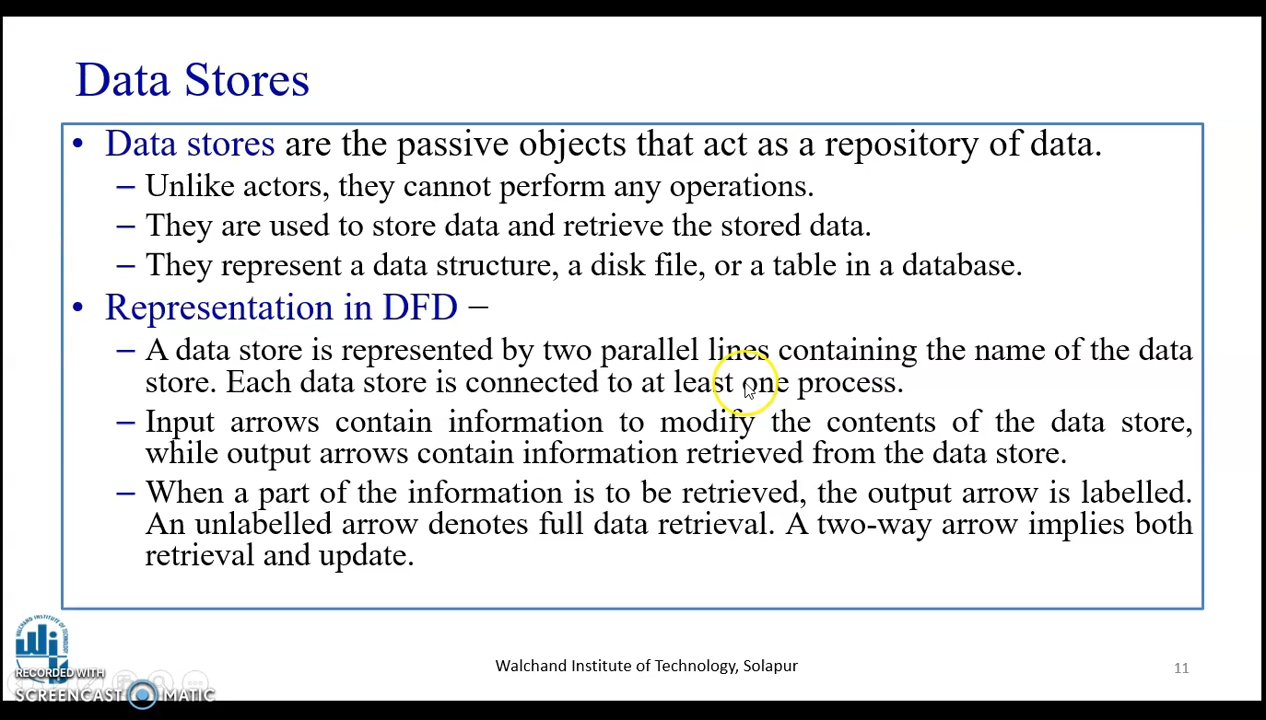 Data Stores
• Data stores are the passive objects that act as a repository of data.
– Unlike actors, they cannot perform any operations.
– They are used to store data and retrieve the stored data.
– They represent a data structure, a disk file, or a table in a database.
• Representation in DFD –
– A data store is represented by two parallel lines containing the name of the data
store. Each data store is connected to at least one process.
– Input arrows contain information to modify the contents of the data store,
while output arrows contain information retrieved from the data store.
– When a part of the information is to be retrieved, the output arrow is labelled.
An unlabelled arrow denotes full data retrieval. A two-way arrow implies both
retrieval and update.
WALCHAND INSTITUTE OF TECHNOLOGY
RECORDED WITH
SCREENCAST MATIC
Walchand Institute of Technology, Solapur
11